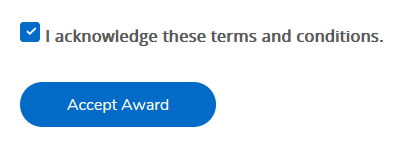 I acknowledge these terms and conditions.
Accept Award